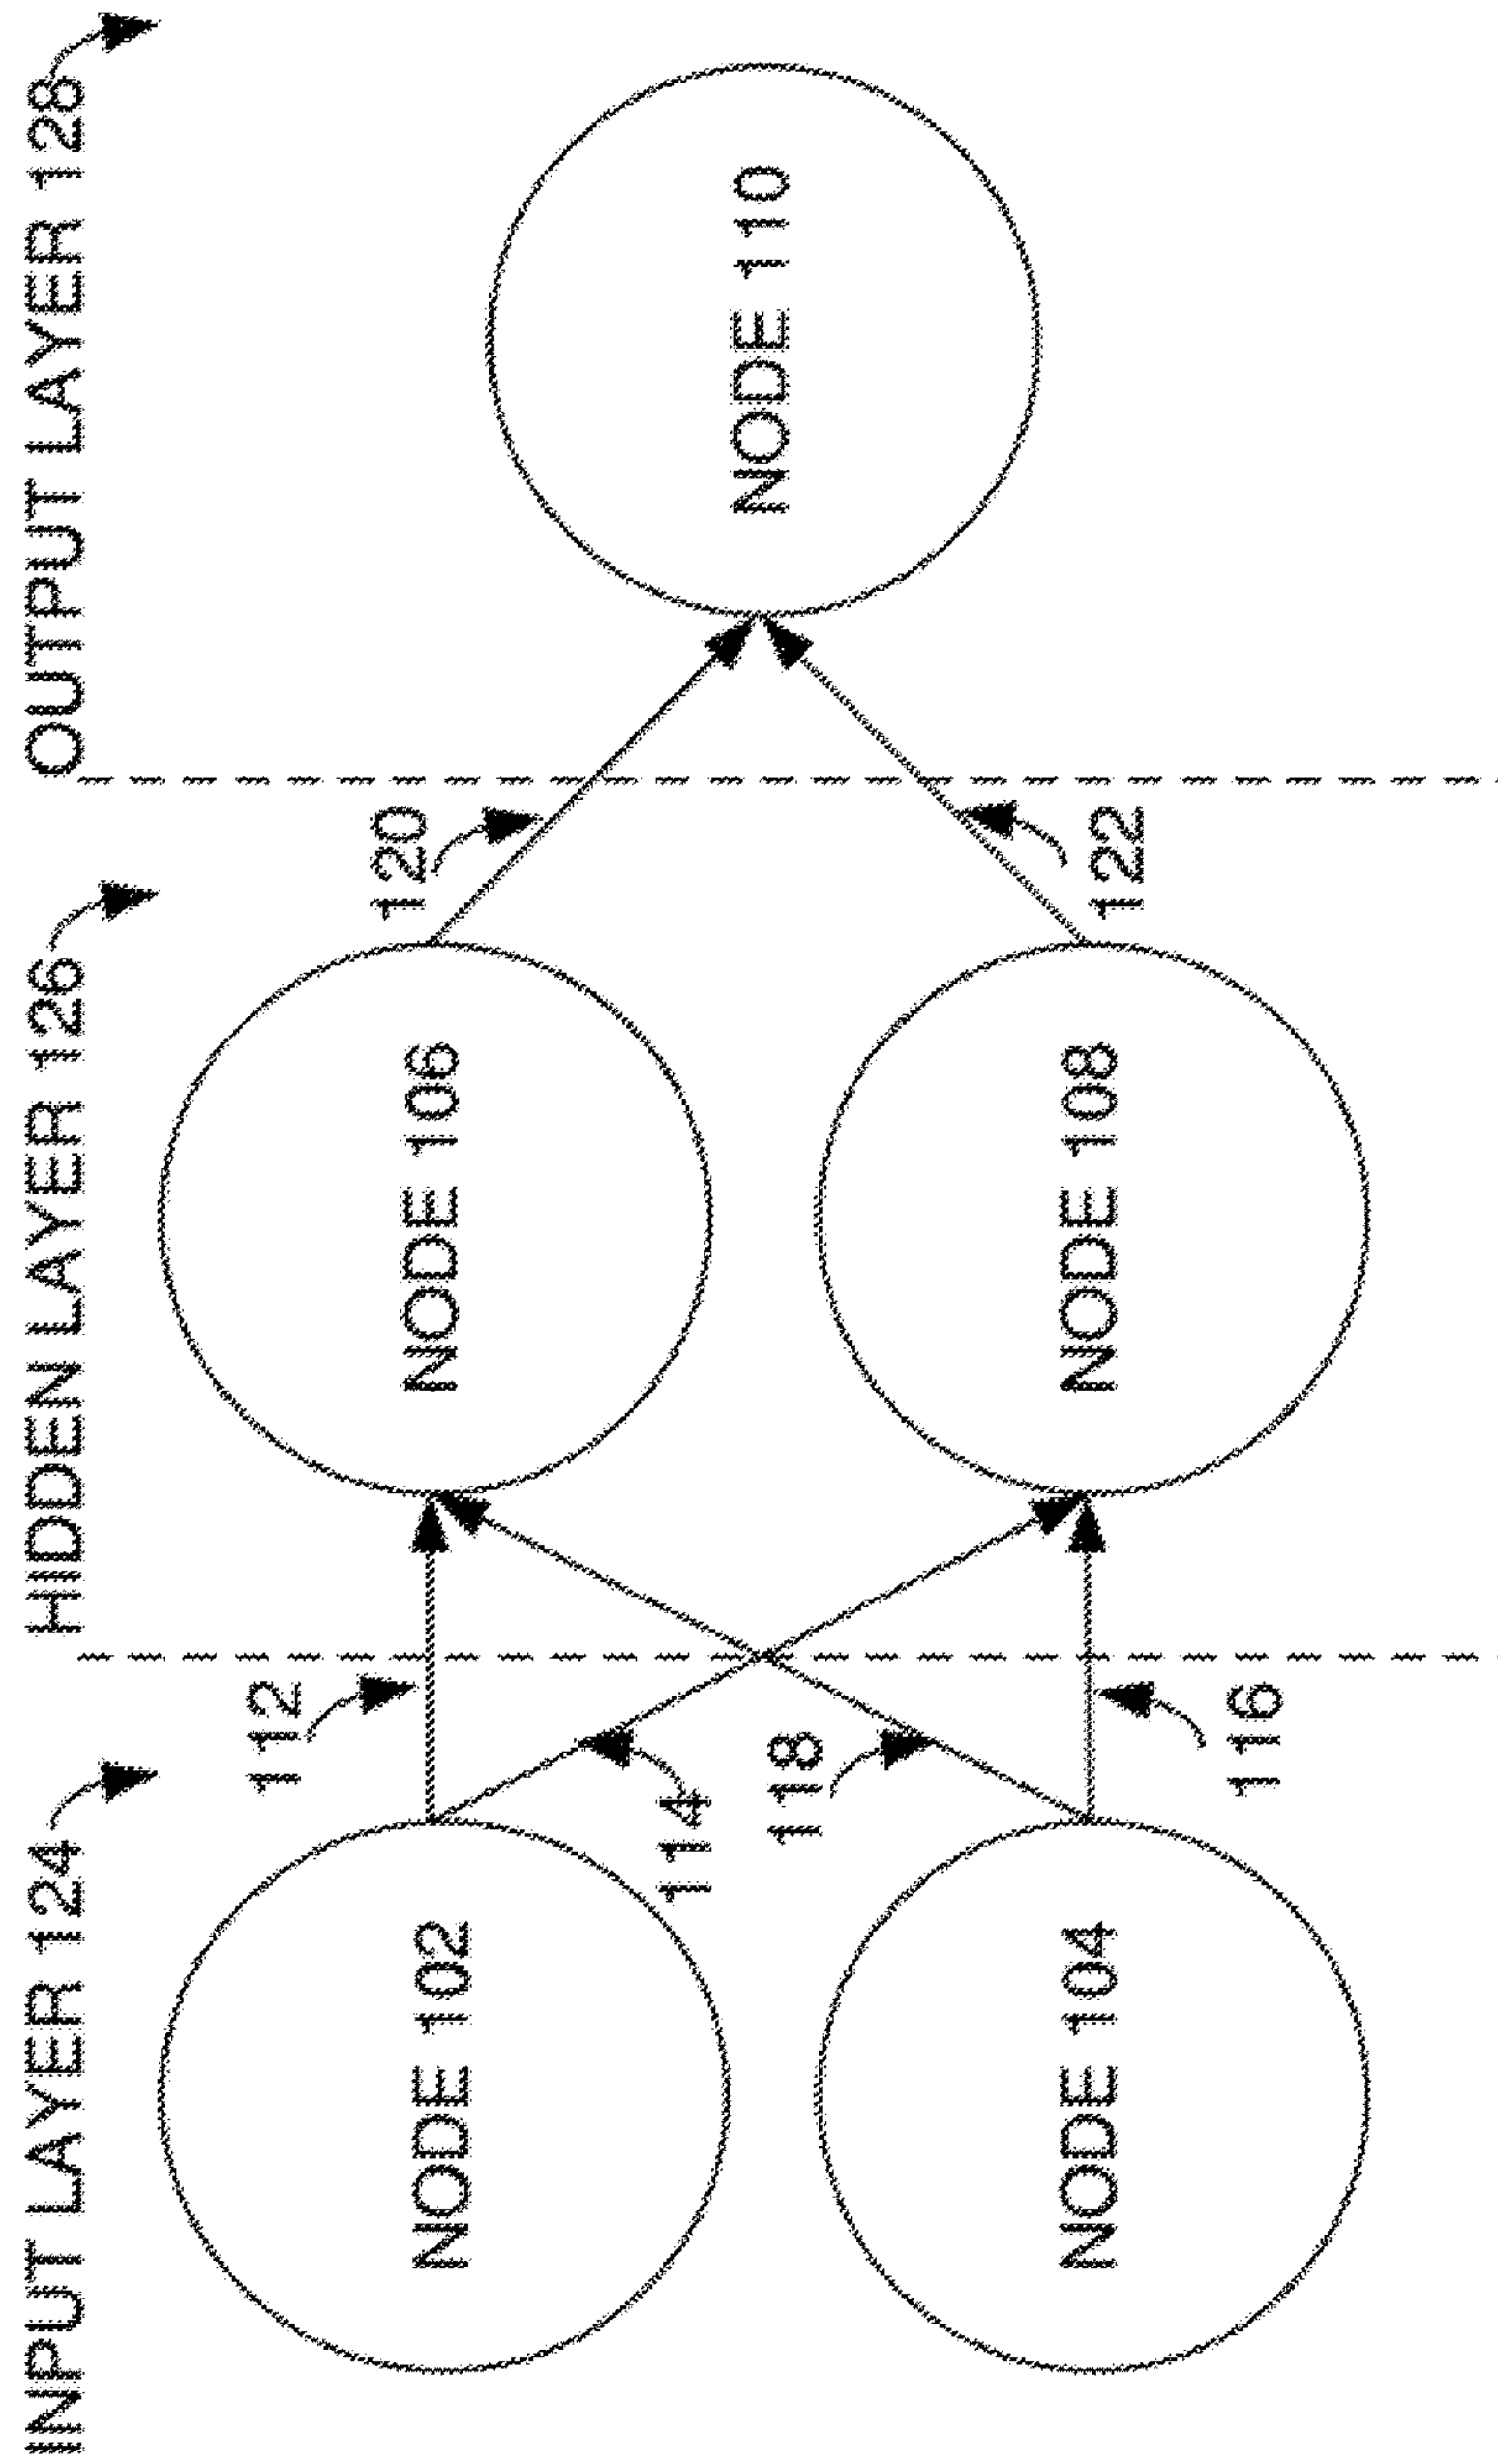 INPUT LAYER 124
HIDDEN LAYER 126
OUTPUT LAYER 128
112
120
NODE 102
NODE 106
114
NODE 110
118
NODE 104
NODE 108
116
122